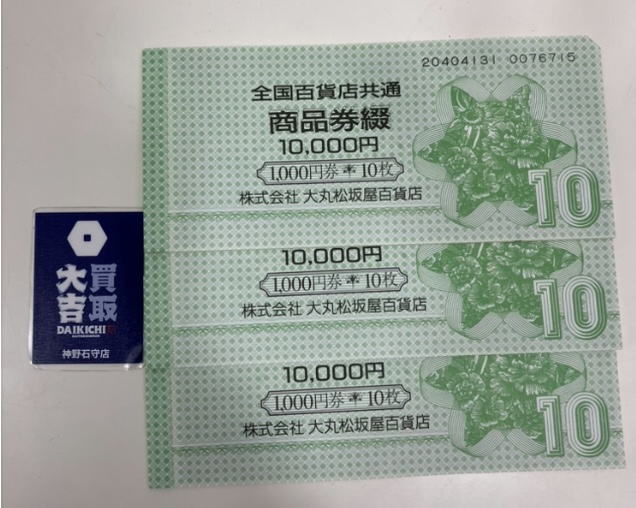 20404131 0076715
全国百貨店共通
商品券綴
10,000円
1,000円券＊10枚
株式会社 大丸松坂屋百貨店
10
10,000円
1,000円券＊10枚
株式会社 大丸松坂屋百貨店
10
10,000円
1,000円券＊10枚
株式会社 大丸松坂屋百貨店
10
買取
大吉
DAIKICHI
神野石守店